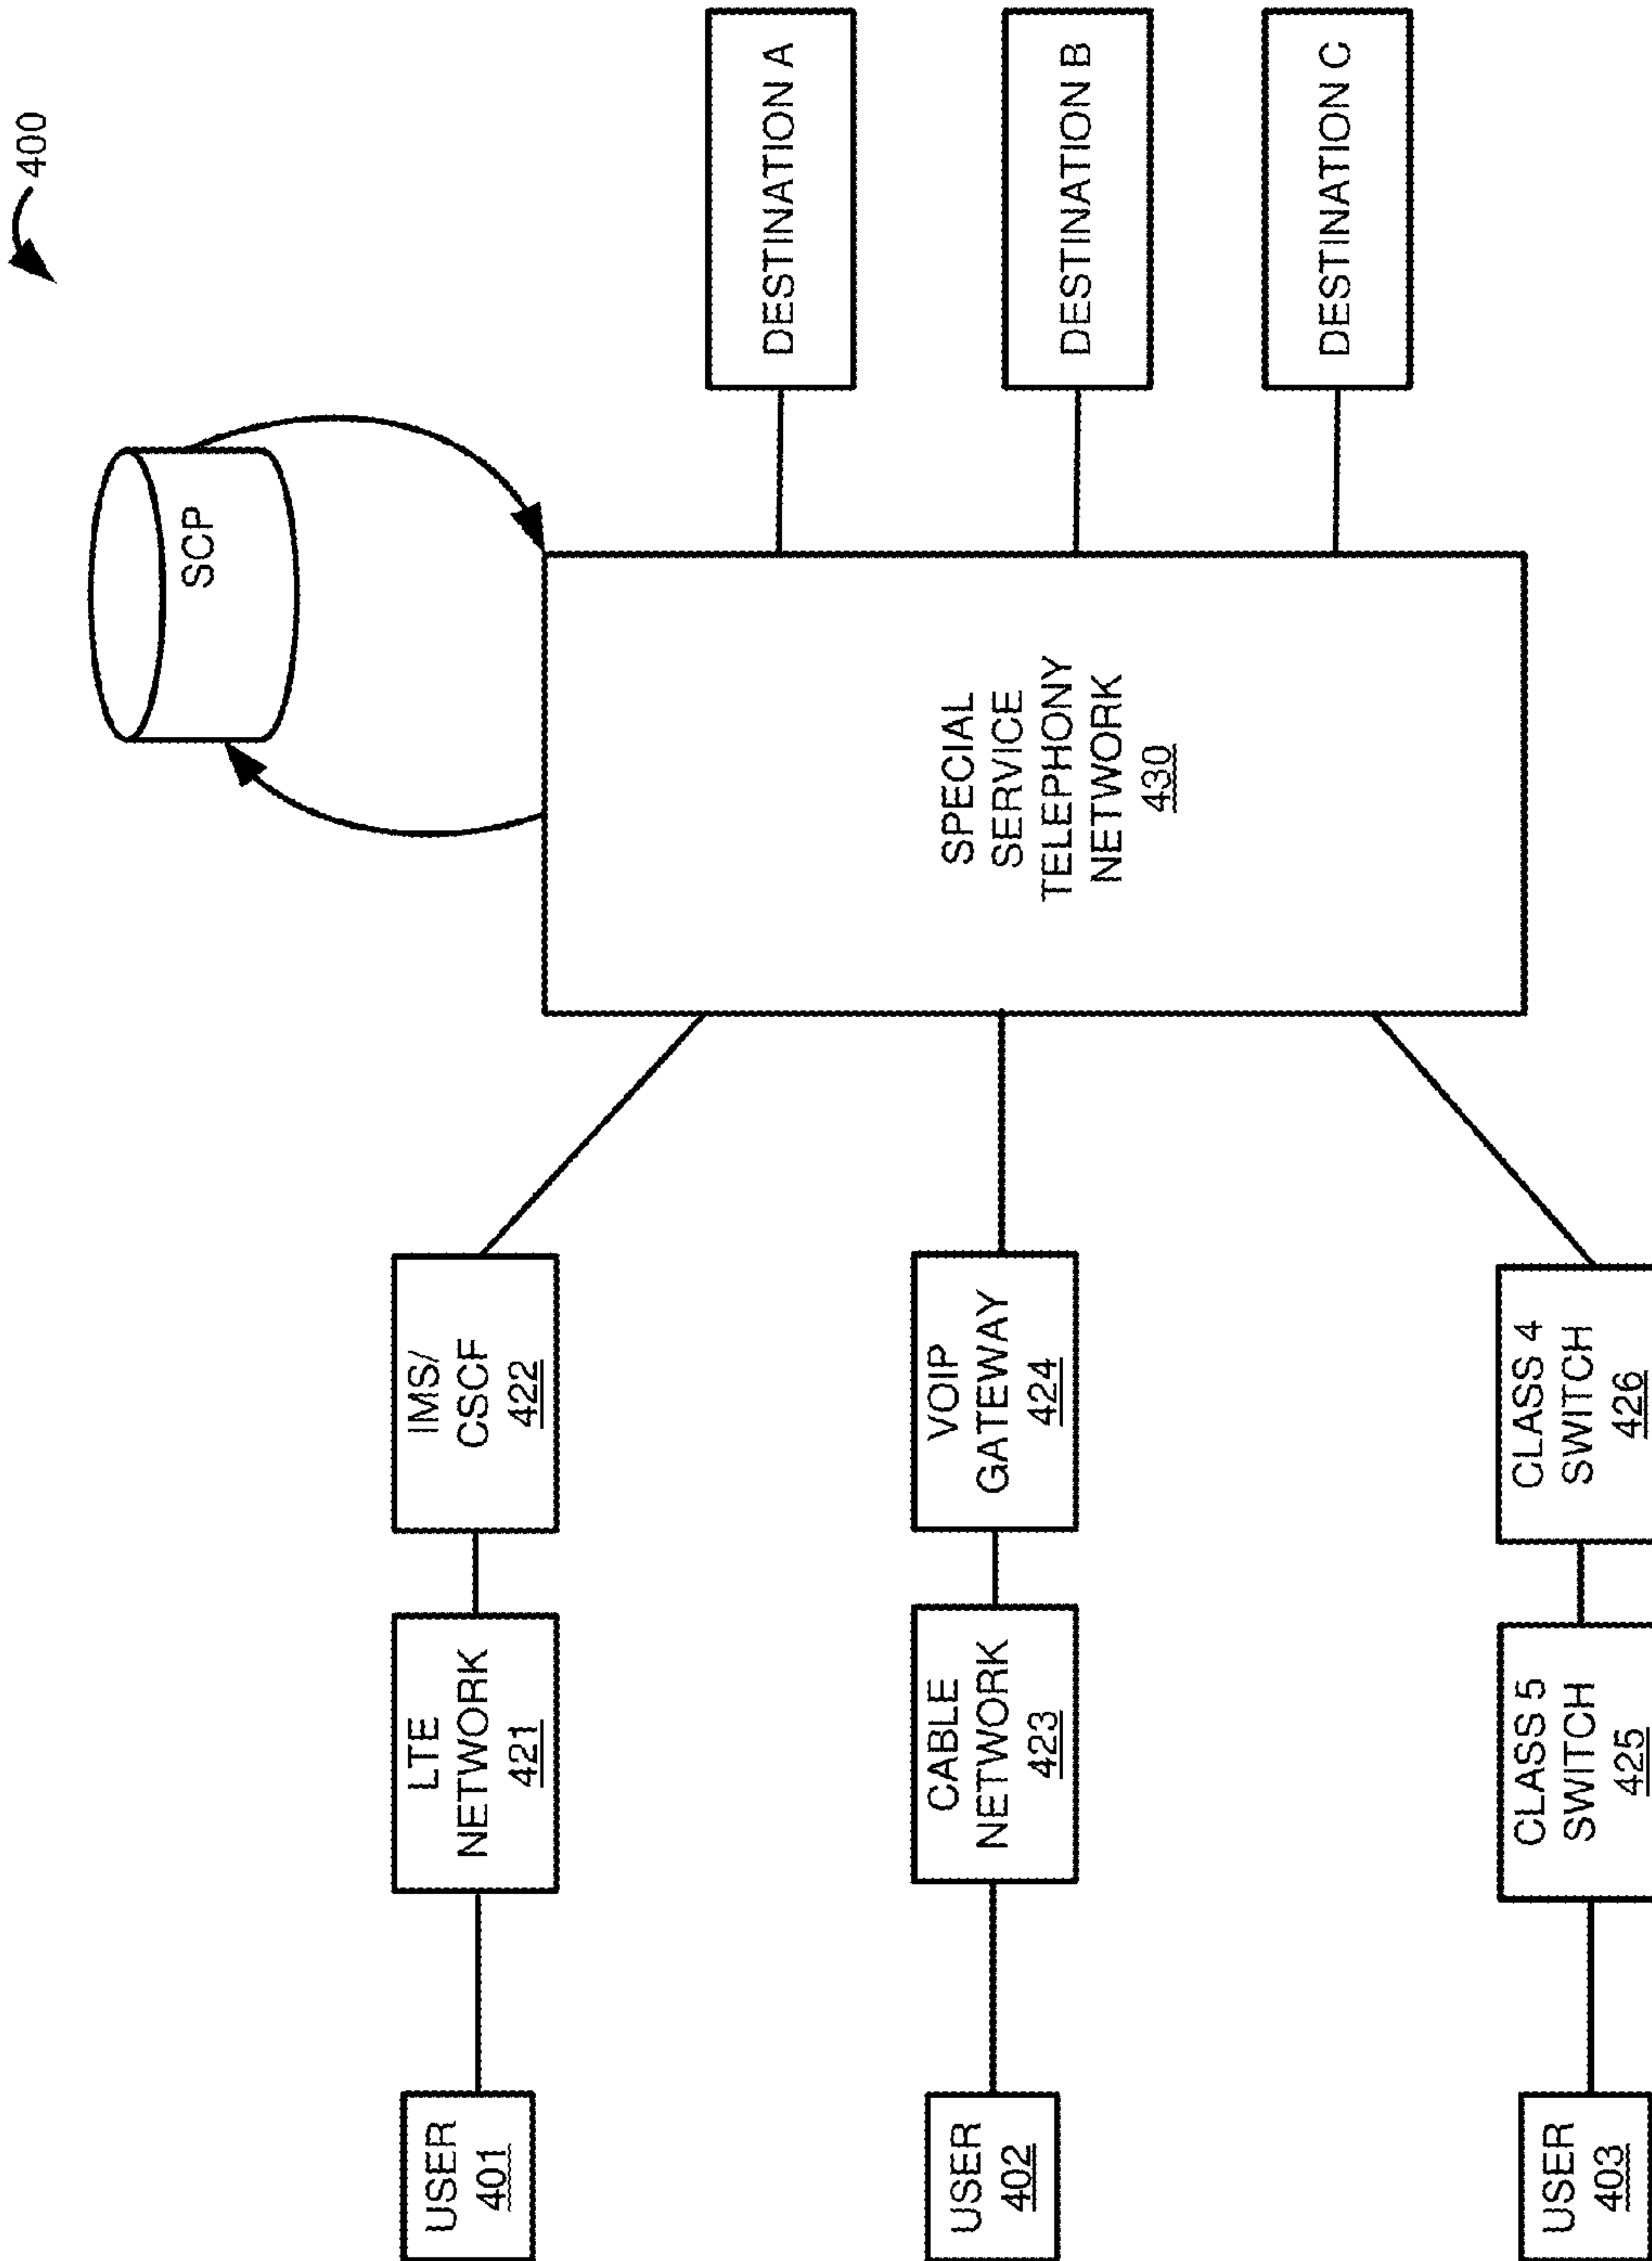 400
SCP
USER
401
LTE
NETWORK
421
IMS/
CSCF
422
DESTINATION A
USER
402
CABLE
NETWORK
423
VOIP
GATEWAY
424
SPECIAL
SERVICE
TELEPHONY
NETWORK
430
DESTINATION B
USER
403
CLASS 5
SWITCH
425
CLASS 4
SWITCH
426
DESTINATION C